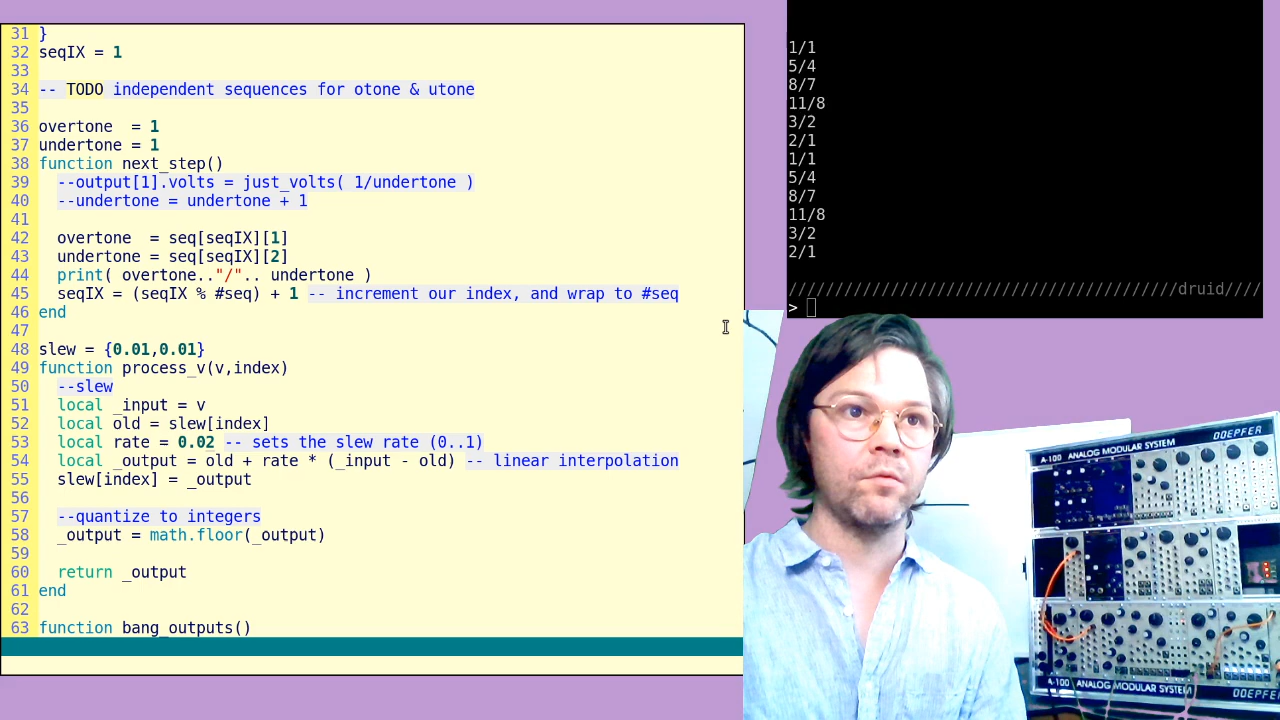 31 }
32 seqIX = 1
33
34 -- TODO independent sequences for otone & utone
35
36 overtone  = 1
37 undertone = 1
38 function next_step()
39   --output[1].volts = just_volts( 1/undertone )
40   --undertone = undertone + 1
41
42   overtone  = seq[seqIX][1]
43   undertone = seq[seqIX][2]
44   print( overtone.."/".. undertone )
45   seqIX = (seqIX % #seq) + 1 -- increment our index, and wrap to #seq
46 end
47
48 slew = {0.01,0.01}
49 function process_v(v,index)
50   --slew
51   local _input = v
52   local old = slew[index]
53   local rate = 0.02 -- sets the slew rate (0..1)
54   local _output = old + rate * (_input - old) -- linear interpolation
55   slew[index] = _output
56
57   --quantize to integers
58   _output = math.floor(_output)
59
60   return _output
61 end
62
63 function bang_outputs()
1/1
5/4
8/7
11/8
3/2
2/1
1/1
5/4
8/7
11/8
3/2
2/1
//////////////////////////////////////////druid////
>
A-100 ANALOG MODULAR SYSTEM DOEPFER
A-100 ANALOG MODULAR SYSTEM DOEPFER